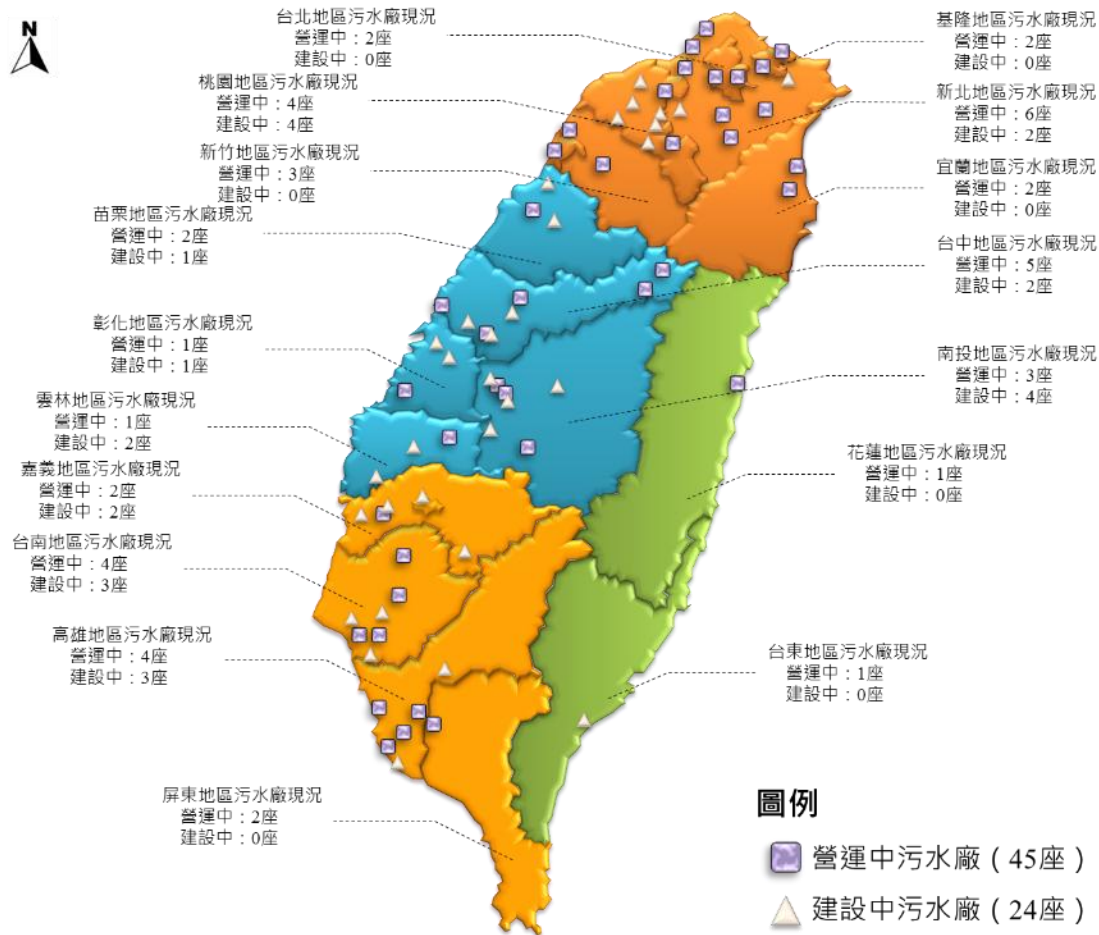 N
台北地區污水廠現況
營運中：2座
建設中：0座
桃園地區污水廠現況
營運中：4座
建設中：4座
新竹地區污水廠現況
營運中：3座
建設中：0座
苗栗地區污水廠現況
營運中：2座
建設中：1座
彰化地區污水廠現況
營運中：1座
建設中：1座
雲林地區污水廠現況
營運中：1座
建設中：2座
嘉義地區污水廠現況
營運中：2座
建設中：2座
台南地區污水廠現況
營運中：4座
建設中：3座
高雄地區污水廠現況
營運中：4座
建設中：3座
屏東地區污水廠現況
營運中：2座
建設中：0座
基隆地區污水廠現況
營運中：2座
建設中：0座
新北地區污水廠現況
營運中：6座
建設中：2座
宜蘭地區污水廠現況
營運中：2座
建設中：0座
台中地區污水廠現況
營運中：5座
建設中：2座
南投地區污水廠現況
營運中：3座
建設中：4座
花蓮地區污水廠現況
營運中：1座
建設中：0座
台東地區污水廠現況
營運中：1座
建設中：0座
圖例
營運中污水廠（45座）
建設中污水廠（24座）